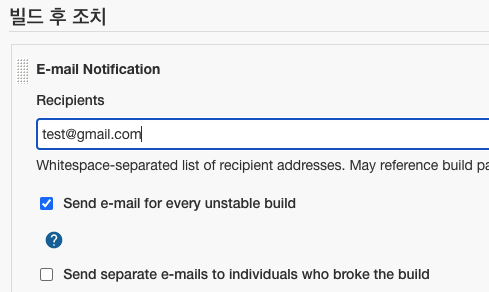 빌드 후 조치
E-mail Notification
Recipients
test@gmail.com
Whitespace-separated list of recipient addresses. May reference build pa
Send e-mail for every unstable build
?
Send separate e-mails to individuals who broke the build